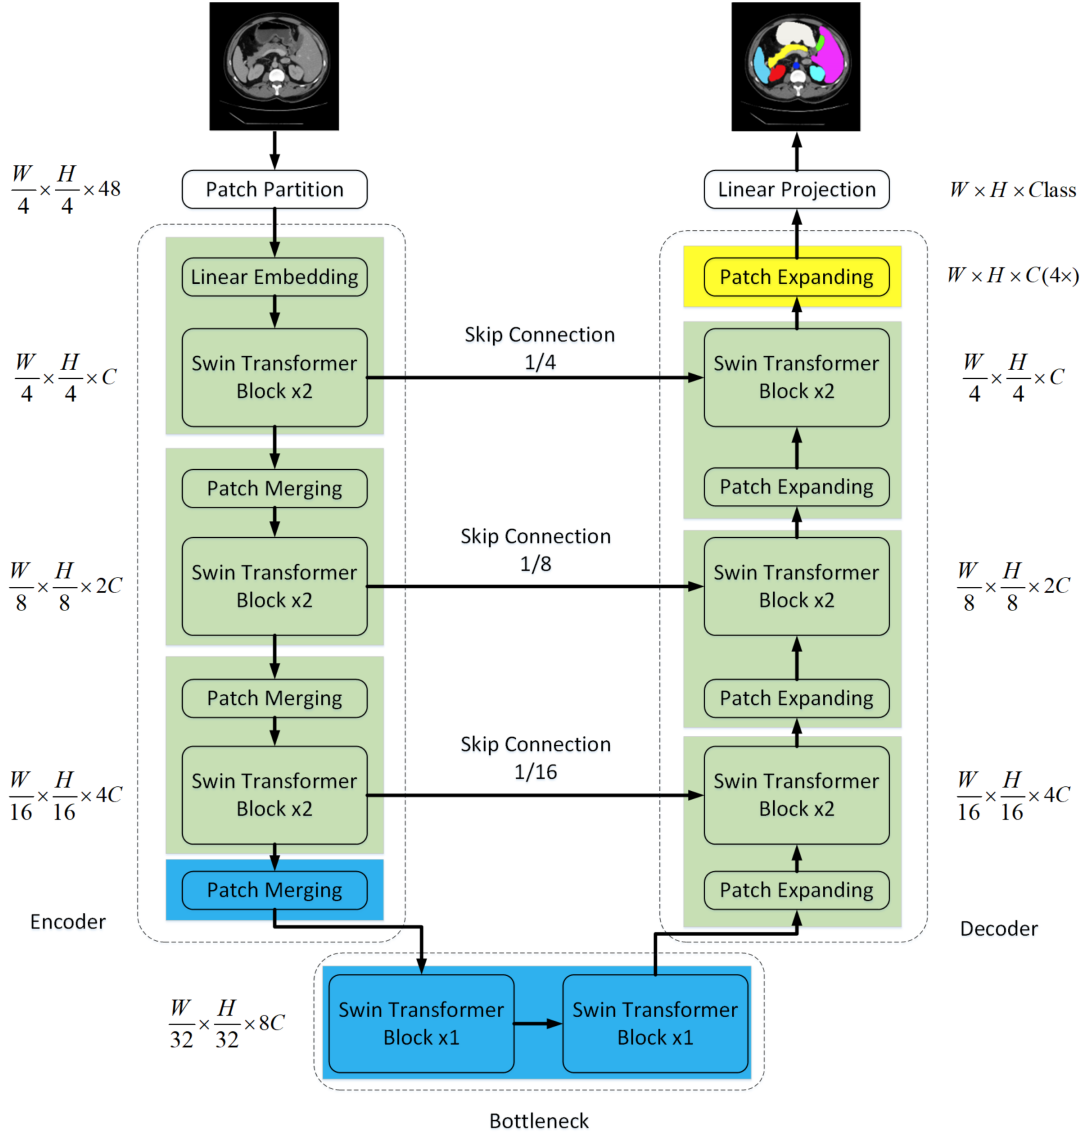 W/4 × H/4 × 48
Patch Partition
Linear Projection
W × H × Class
Linear Embedding
Patch Expanding
W × H × C(4×)
W/4 × H/4 × C
Swin Transformer
Block x2
Skip Connection
1/4
Swin Transformer
Block x2
W/4 × H/4 × C
Patch Merging
Patch Expanding
W/8 × H/8 × 2C
Swin Transformer
Block x2
Skip Connection
1/8
Swin Transformer
Block x2
W/8 × H/8 × 2C
Patch Merging
Patch Expanding
W/16 × H/16 × 4C
Swin Transformer
Block x2
Skip Connection
1/16
Swin Transformer
Block x2
W/16 × H/16 × 4C
Patch Merging
Patch Expanding
Encoder
Decoder
W/32 × H/32 × 8C
Swin Transformer
Block x1
Swin Transformer
Block x1
Bottleneck